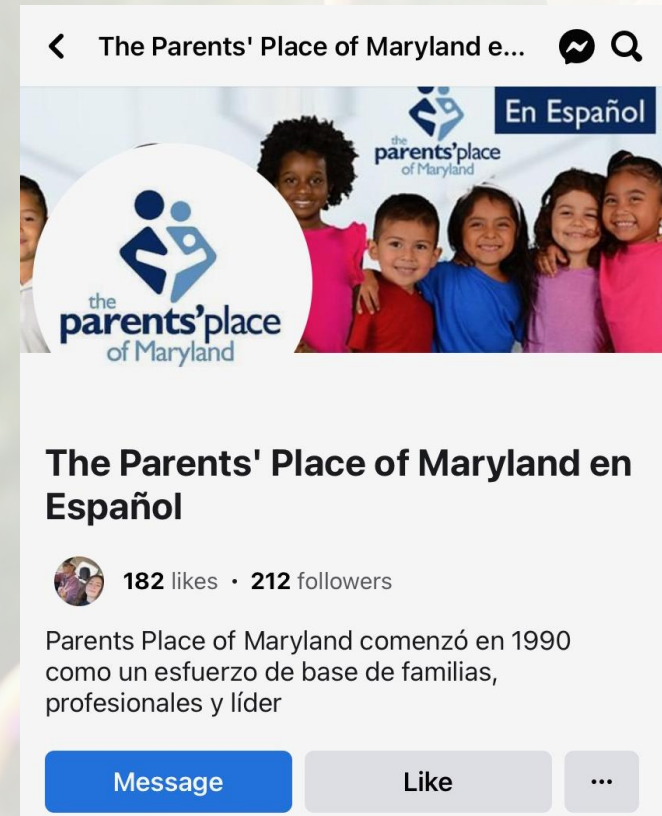 The Parents' Place of Maryland e...
En Español
the
parents'place
of Maryland
the
parents'place
of Maryland
The Parents' Place of Maryland en
Español
182 likes · 212 followers
Parents Place of Maryland comenzó en 1990
como un esfuerzo de base de familias,
profesionales y líder
Message
Like
...